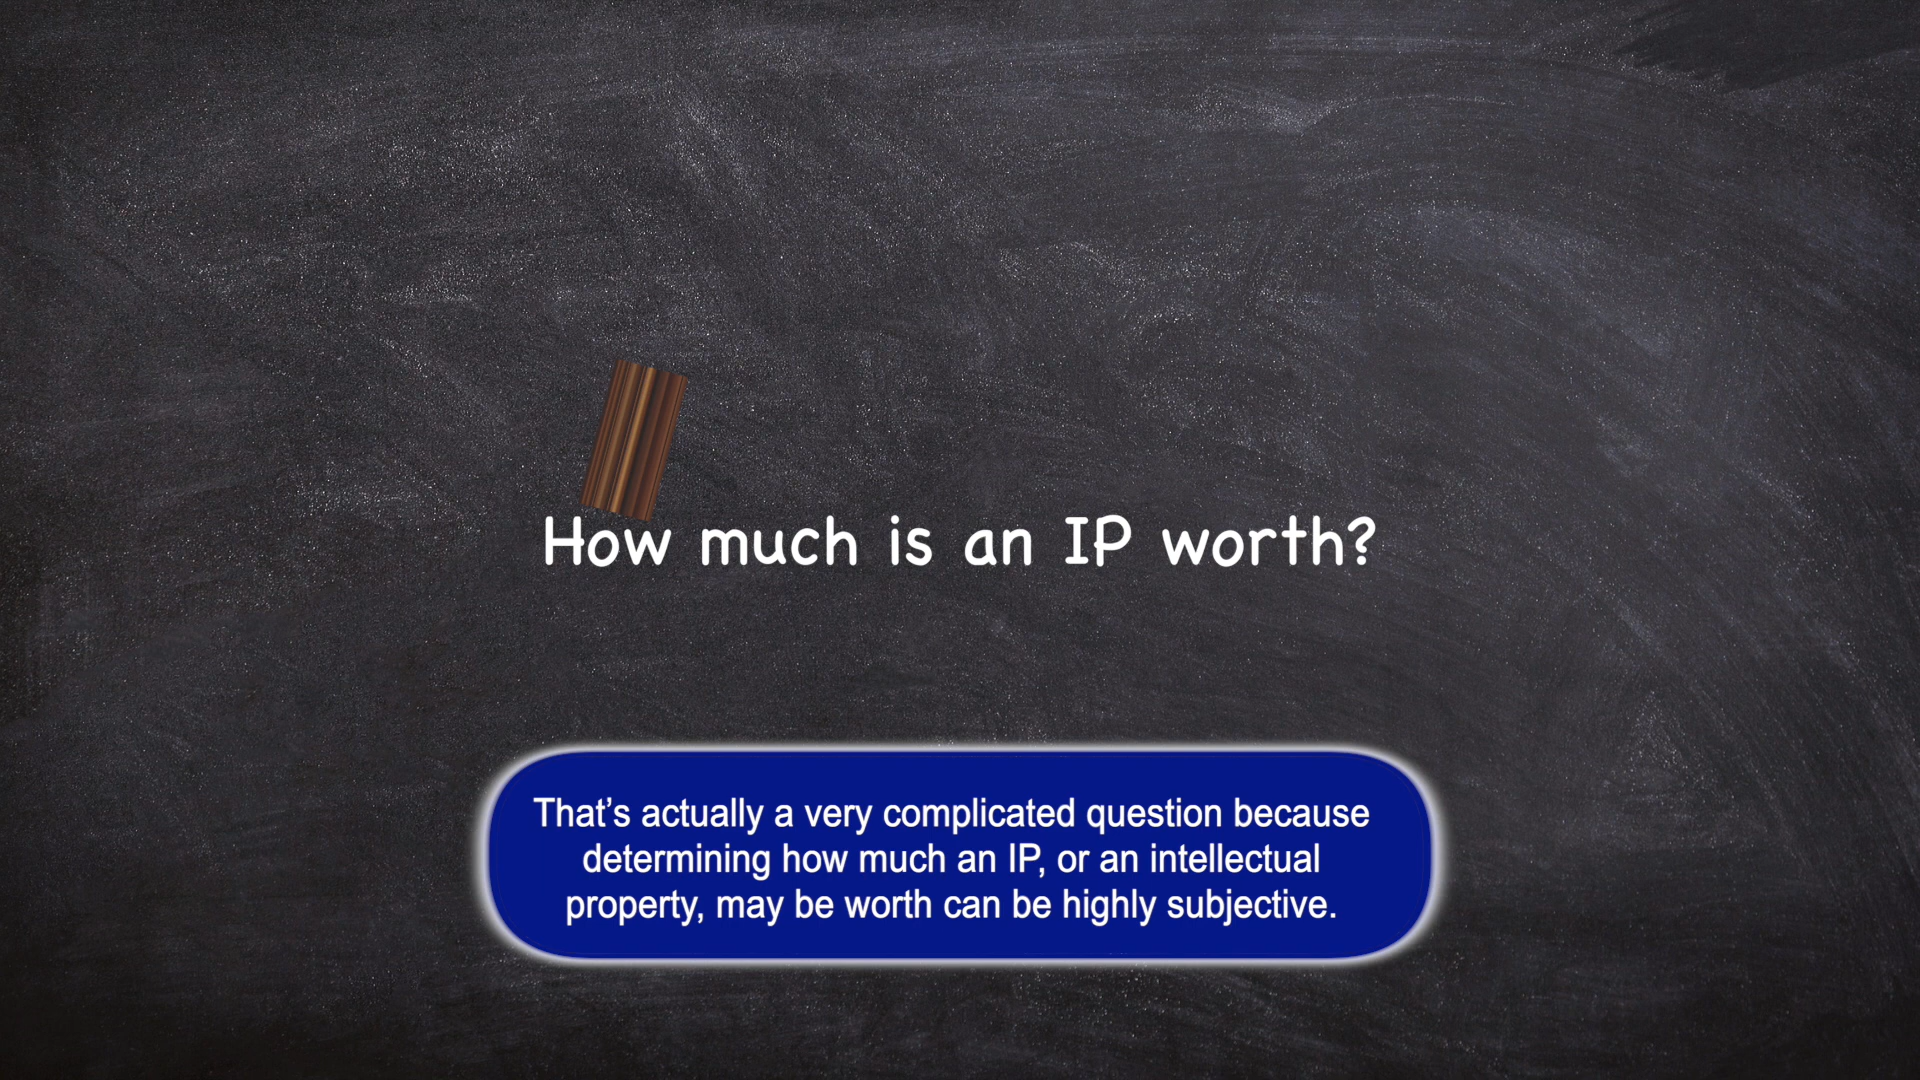 How much is an IP worth?
That’s actually a very complicated question because
determining how much an IP, or an intellectual
property, may be worth can be highly subjective.